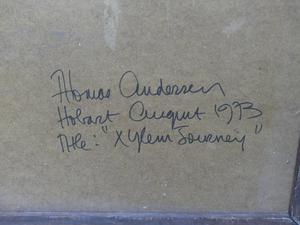 Thomas Andersen
Hobart August 1973
Title: "Xylem Journey"